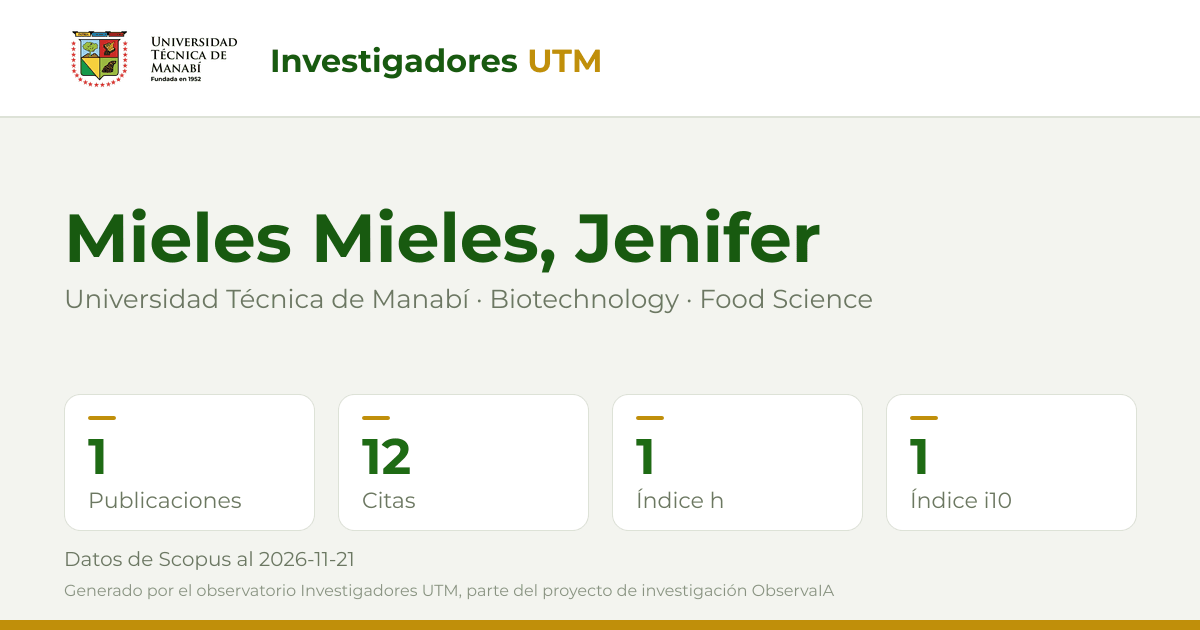 UNIVERSIDAD
TÉCNICA DE
MANABÍ
Fundada en 1952
Investigadores UTM
Mieles Mieles, Jenifer
Universidad Técnica de Manabí · Biotechnology · Food Science
1
Publicaciones
12
Citas
1
Índice h
1
Índice i10
Datos de Scopus al 2026-11-21
Generado por el observatorio Investigadores UTM, parte del proyecto de investigación ObservaIA